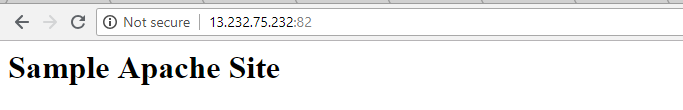 Not secure 13.232.75.232:82
Sample Apache Site